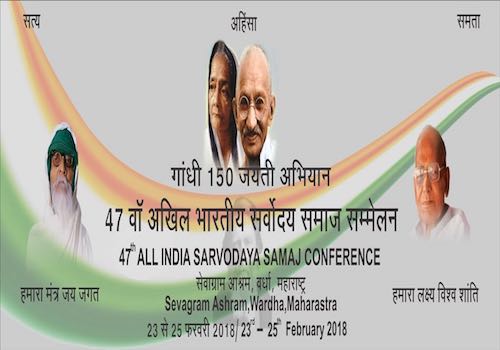 सत्य
अहिंसा
समता
गांधी 150 जयती अभियान
47 वॉ अखिल भारतीय सर्वोदय समाज सम्मेलन
47th ALL INDIA SARVODAYA SAMAJ CONFERENCE
सेवाग्राम आश्रम, वर्धा, महाराष्ट्र
हमारा मंत्र जय जगत
Sevagram Ashram,Wardha,Maharastra
हमारा लक्ष्य विश्व शांति
23 से 25 फरवरी 2018/ 23rd – 25th February 2018